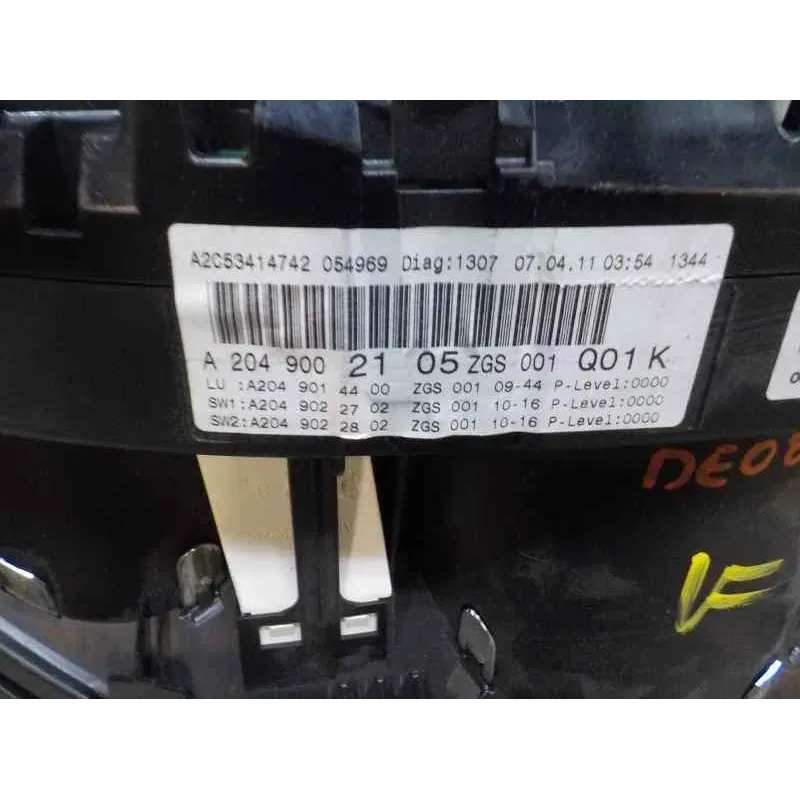 A2C53414742 054969 Diag:1307 07.04.11 03:54 1344
A 204 900 21 05 ZGS 001 Q01 K
LU :A204 901 44 00 ZGS 001 09-44 P-Level:0000
SW1:A204 902 27 02 ZGS 001 10-16 P-Level:0000
SW2:A204 902 28 02 ZGS 001 10-16 P-Level:0000
DE08
VF